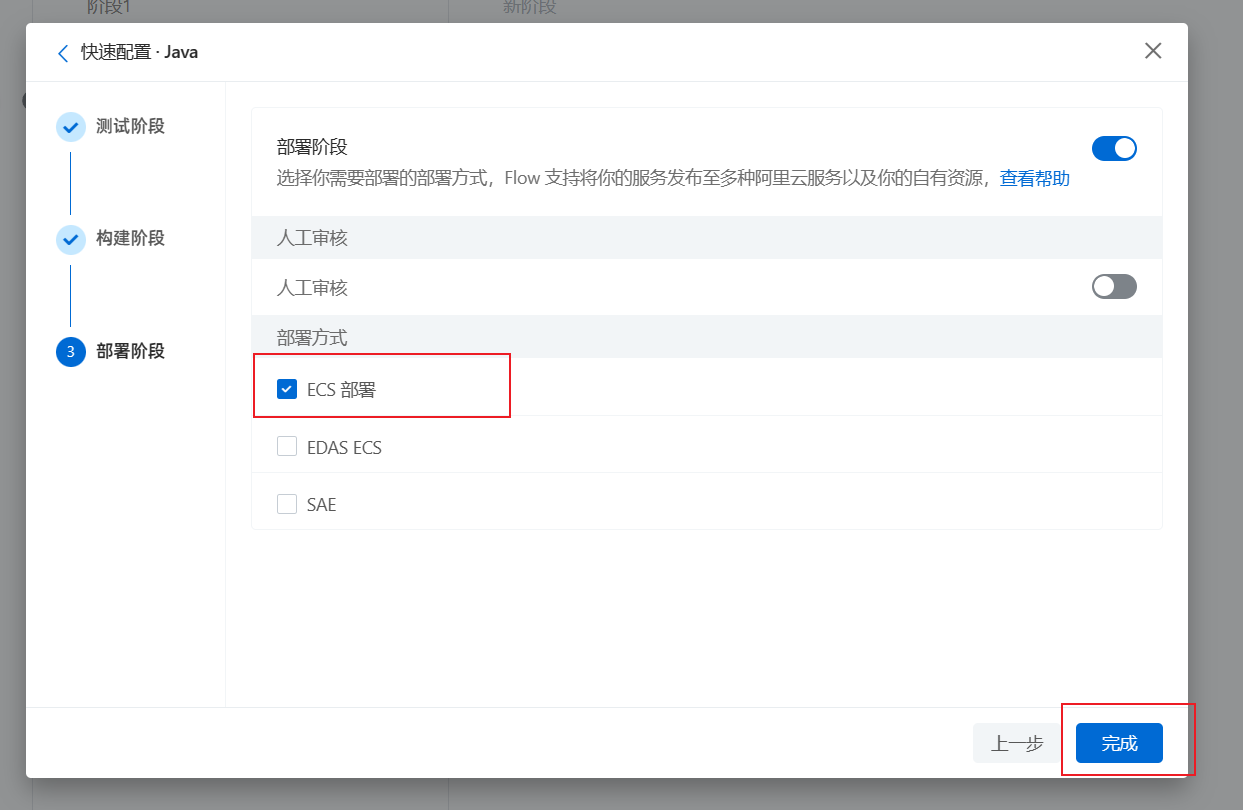 阶段1
新阶段
快速配置 · Java
测试阶段
构建阶段
3 部署阶段
部署阶段
选择你需要部署的部署方式，Flow 支持将你的服务发布至多种阿里云服务以及你的自有资源，查看帮助
人工审核
人工审核
部署方式
ECS 部署
EDAS ECS
SAE
上一步
完成